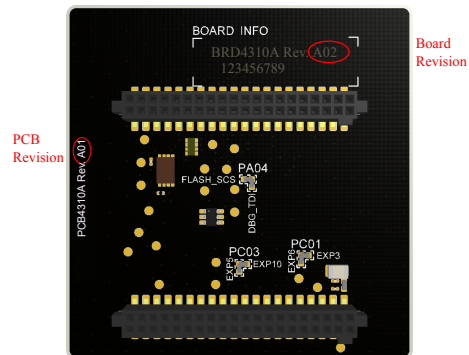 BOARD INFO
BRD4310A Rev. A02
123456789
Board
Revision
PCB
Revision
PCB4310A Rev. A01
FLASH_SCS
PA04
DBG_TDI
PC03
EXP5
EXP10
PC01
EXP6
EXP3